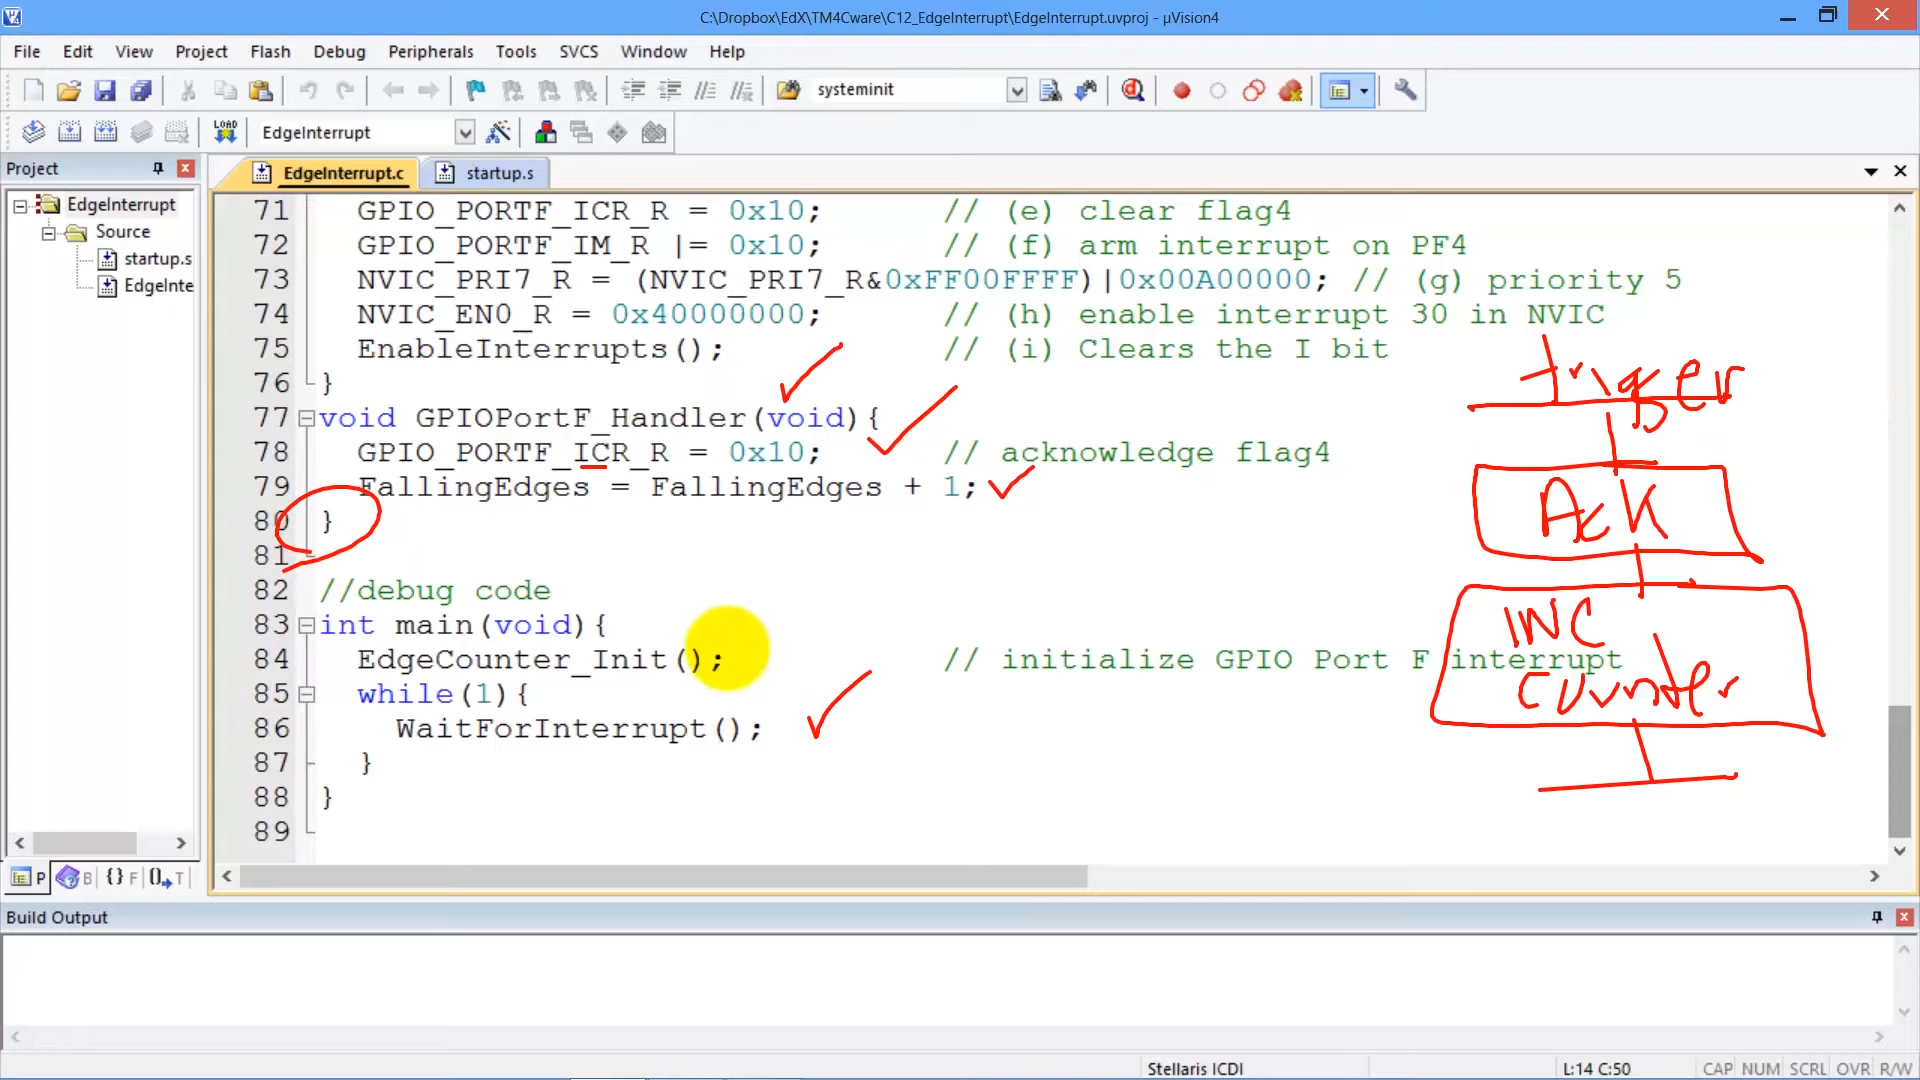 C:\Dropbox\EdX\TM4Cware\C12_EdgeInterrupt\EdgeInterrupt.uvproj - µVision4
File Edit View Project Flash Debug Peripherals Tools SVCS Window Help
systeminit
LOAD EdgeInterrupt
Project
EdgeInterrupt
Source
startup.s
EdgeInte
P B {} F T
EdgeInterrupt.c startup.s
71 GPIO_PORTF_ICR_R = 0x10; // (e) clear flag4
72 GPIO_PORTF_IM_R |= 0x10; // (f) arm interrupt on PF4
73 NVIC_PRI7_R = (NVIC_PRI7_R&0xFF00FFFF)|0x00A00000; // (g) priority 5
74 NVIC_EN0_R = 0x40000000; // (h) enable interrupt 30 in NVIC
75 EnableInterrupts(); // (i) Clears the I bit
76 }
77 void GPIOPortF_Handler(void){
78 GPIO_PORTF_ICR_R = 0x10; // acknowledge flag4
79 FallingEdges = FallingEdges + 1;
80 }
81
82 //debug code
83 int main(void){
84 EdgeCounter_Init(); // initialize GPIO Port F interrupt
85 while(1){
86 WaitForInterrupt();
87 }
88 }
89
trigger
Ack
INC
Counter
Build Output
Stellaris ICDI L:14 C:50 CAP NUM SCRL OVR R/W